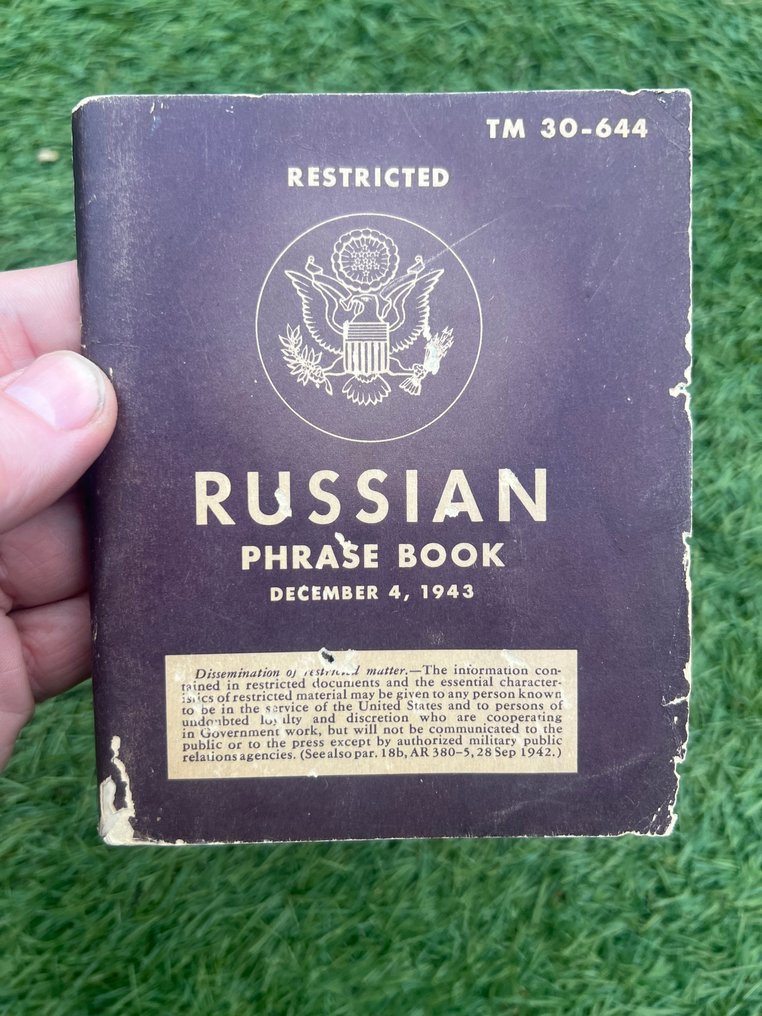 TM 30-644
RESTRICTED
RUSSIAN
PHRASE BOOK
DECEMBER 4, 1943
Dissemination of restricted matter.—The information con-
tained in restricted documents and the essential character-
istics of restricted material may be given to any person known
to be in the service of the United States and to persons of
undoubted loyalty and discretion who are cooperating
in Government work, but will not be communicated to the
public or to the press except by authorized military public
relations agencies. (See also par. 18b, AR 380-5, 28 Sep 1942.)